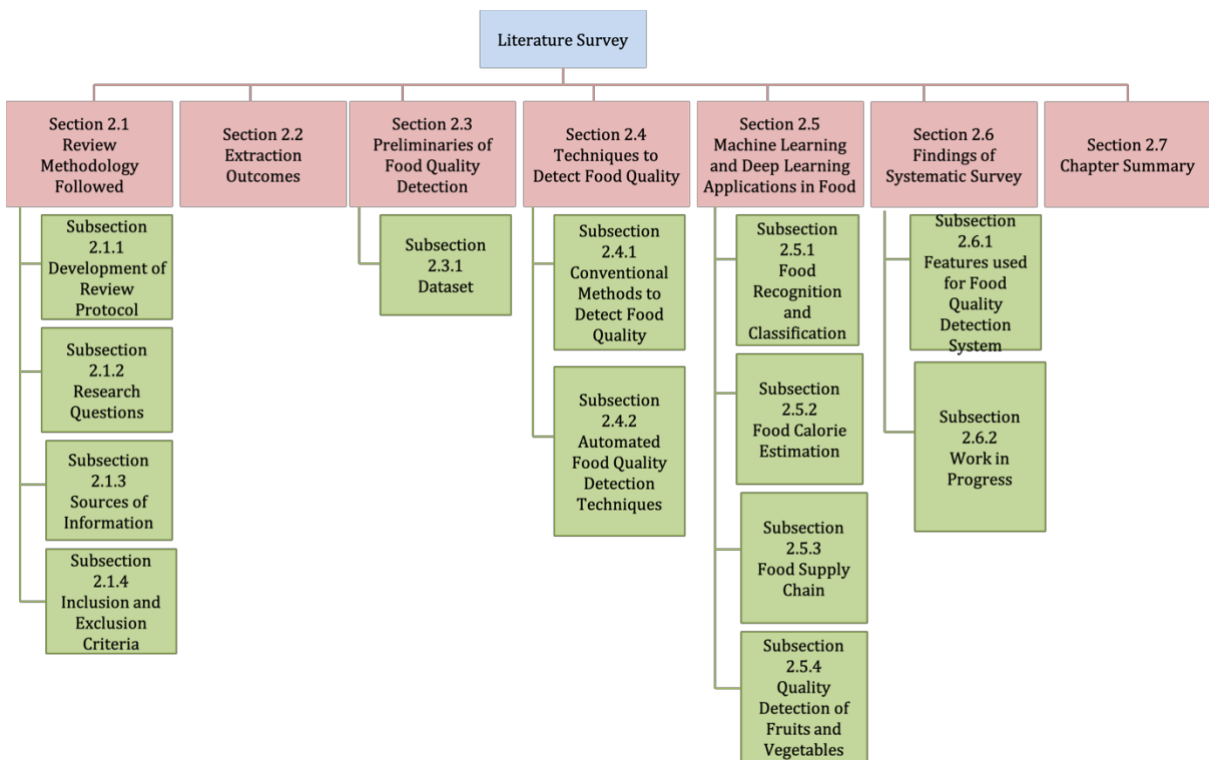 Literature Survey
Section 2.1
Review
Methodology
Followed
Section 2.2
Extraction
Outcomes
Section 2.3
Preliminaries of
Food Quality
Detection
Section 2.4
Techniques to
Detect Food Quality
Section 2.5
Machine Learning
and Deep Learning
Applications in Food
Section 2.6
Findings of
Systematic Survey
Section 2.7
Chapter Summary
Subsection
2.1.1
Development of
Review
Protocol
Subsection
2.1.2
Research
Questions
Subsection
2.1.3
Sources of
Information
Subsection
2.1.4
Inclusion and
Exclusion
Criteria
Subsection
2.3.1
Dataset
Subsection
2.4.1
Conventional
Methods to
Detect Food
Quality
Subsection
2.4.2
Automated
Food Quality
Detection
Techniques
Subsection
2.5.1
Food
Recognition
and
Classification
Subsection
2.5.2
Food Calorie
Estimation
Subsection
2.5.3
Food Supply
Chain
Subsection
2.5.4
Quality
Detection of
Fruits and
Vegetables
Subsection
2.6.1
Features used
for Food
Quality
Detection
System
Subsection
2.6.2
Work in
Progress